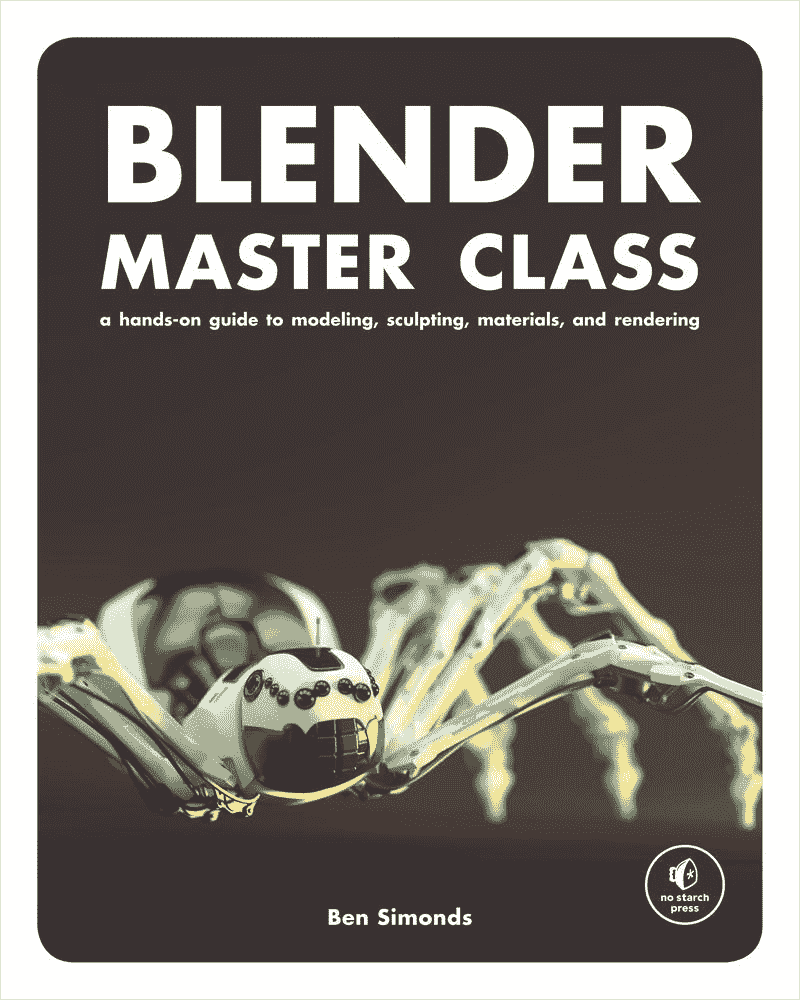 BLENDER
MASTER CLASS
a hands-on guide to modeling, sculpting, materials, and rendering
Ben Simonds
no starch
press